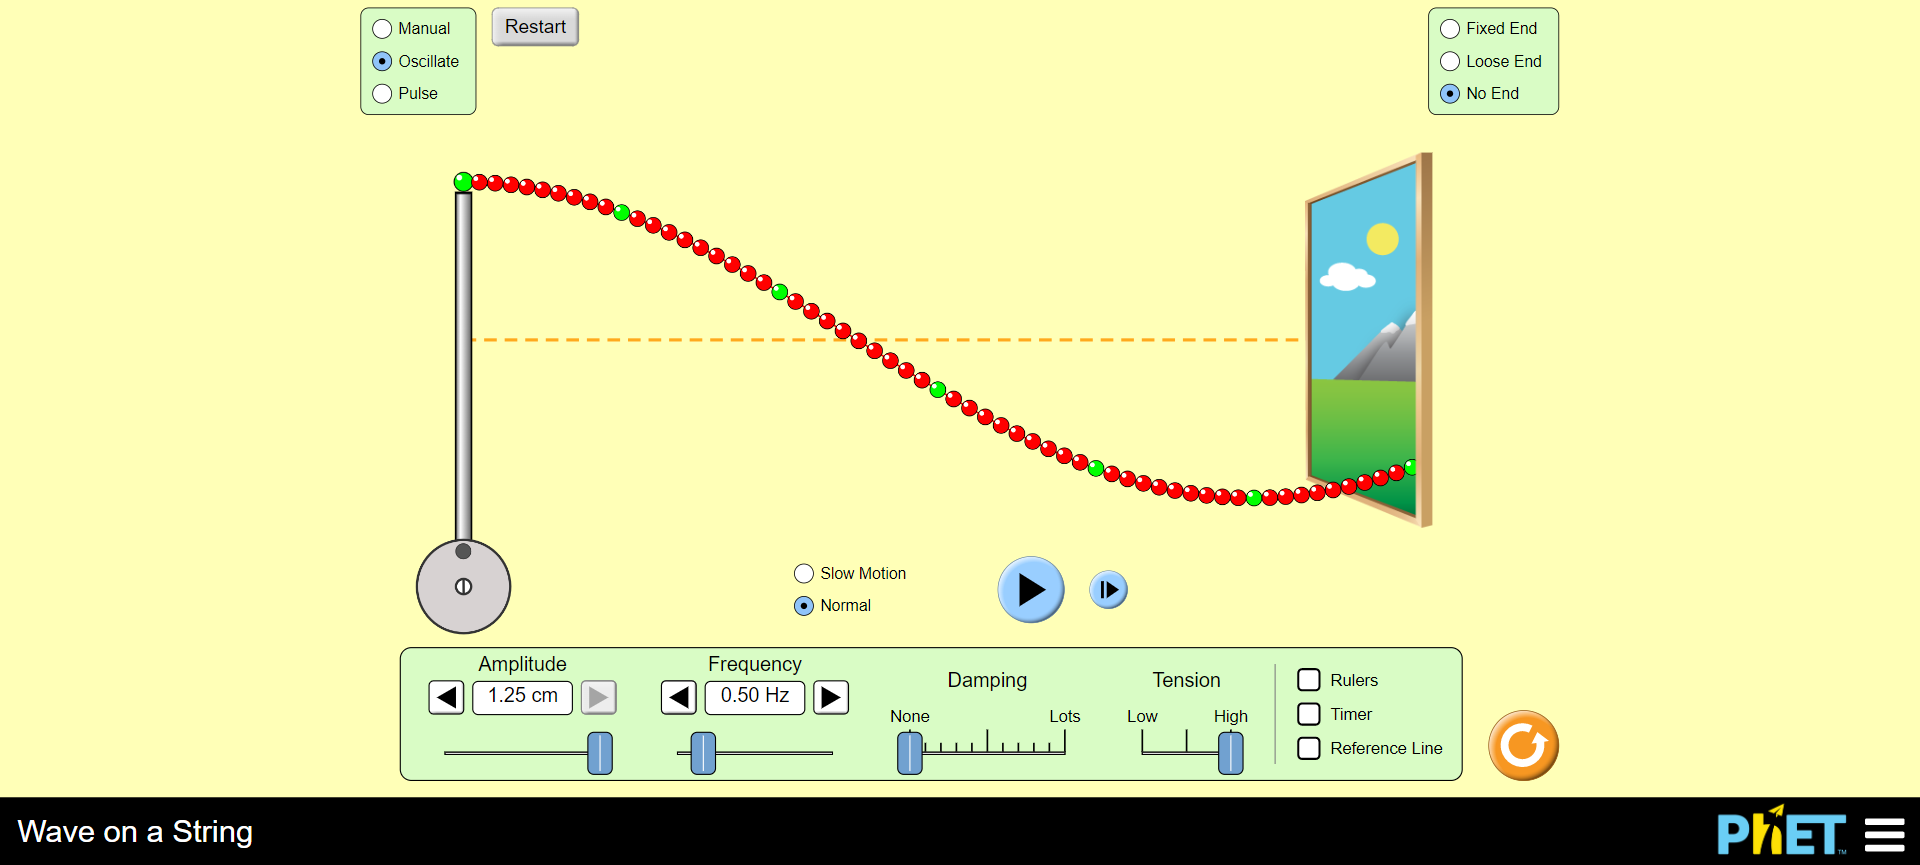 Manual
Oscillate
Pulse
Restart
Fixed End
Loose End
No End
Slow Motion
Normal
Amplitude
1.25 cm
Frequency
0.50 Hz
Damping
None
Lots
Tension
Low
High
Rulers
Timer
Reference Line
Wave on a String
PhET
TM